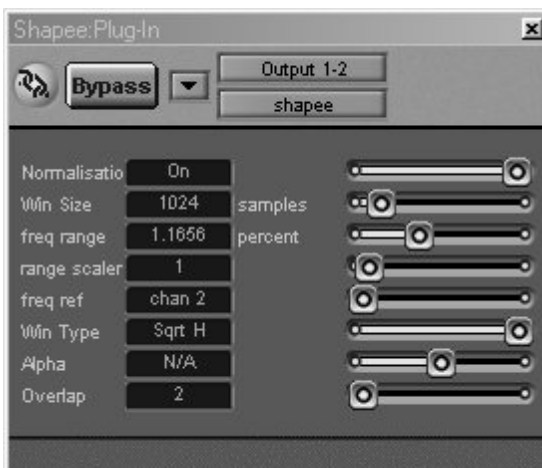 Shapee:Plug-In
Bypass
Output 1-2
shapee
Normalisatio On
Win Size 1024 samples
freq range 1.1656 percent
range scaler 1
freq ref chan 2
Win Type Sqrt H
Alpha N/A
Overlap 2